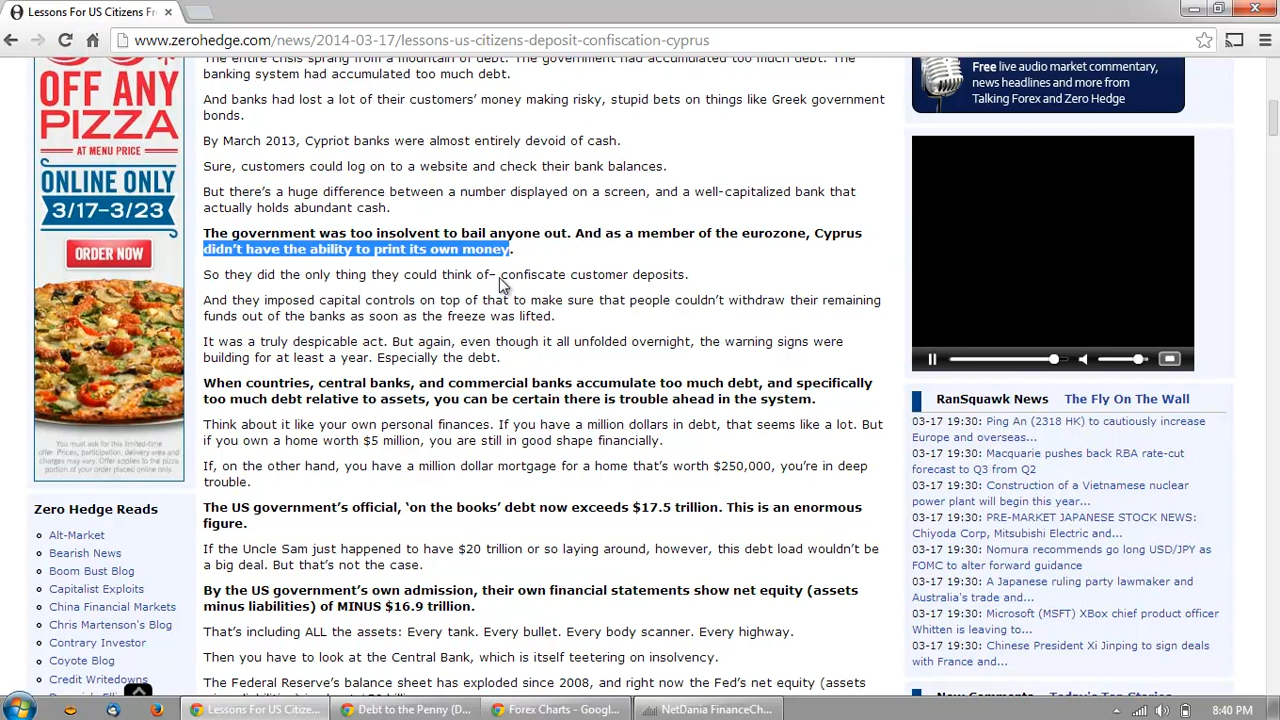 Lessons For US Citizens Fr
www.zerohedge.com/news/2014-03-17/lessons-us-citizens-deposit-confiscation-cyprus
OFF ANY
PIZZA
AT MENU PRICE
ONLINE ONLY
3/17–3/23
ORDER NOW
You must ask for this limited-time
offer. Prices, participation, delivery area and
charges may vary. Excludes
Zero Hedge Reads
Alt-Market
Bearish News
Boom Bust Blog
Capitalist Exploits
China Financial Markets
Chris Martenson's Blog
Contrary Investor
Coyote Blog
Credit Writedowns
The entire crisis sprang from a mountain of debt. The government had accumulated too much debt. The
banking system had accumulated too much debt.
And banks had lost a lot of their customers' money making risky, stupid bets on things like Greek government
bonds.
By March 2013, Cypriot banks were almost entirely devoid of cash.
Sure, customers could log on to a website and check their bank balances.
But there's a huge difference between a number displayed on a screen, and a well-capitalized bank that
actually holds abundant cash.
The government was too insolvent to bail anyone out. And as a member of the eurozone, Cyprus
didn't have the ability to print its own money.
So they did the only thing they could think of– confiscate customer deposits.
And they imposed capital controls on top of that to make sure that people couldn't withdraw their remaining
funds out of the banks as soon as the freeze was lifted.
It was a truly despicable act. But again, even though it all unfolded overnight, the warning signs were
building for at least a year. Especially the debt.
When countries, central banks, and commercial banks accumulate too much debt, and specifically
too much debt relative to assets, you can be certain there is trouble ahead in the system.
Think about it like your own personal finances. If you have a million dollars in debt, that seems like a lot. But
if you own a home worth $5 million, you are still in good shape financially.
If, on the other hand, you have a million dollar mortgage for a home that's worth $250,000, you're in deep
trouble.
The US government's official, 'on the books' debt now exceeds $17.5 trillion. This is an enormous
figure.
If the Uncle Sam just happened to have $20 trillion or so laying around, however, this debt load wouldn't be
a big deal. But that's not the case.
By the US government's own admission, their own financial statements show net equity (assets
minus liabilities) of MINUS $16.9 trillion.
That's including ALL the assets: Every tank. Every bullet. Every body scanner. Every highway.
Then you have to look at the Central Bank, which is itself teetering on insolvency.
The Federal Reserve's balance sheet has exploded since 2008, and right now the Fed's net equity (assets
Free live audio market commentary,
news headlines and more from
Talking Forex and Zero Hedge
RanSquawk News The Fly On The Wall
03-17 19:30: Ping An (2318 HK) to cautiously increase
Europe and overseas...
03-17 19:30: Macquarie pushes back RBA rate-cut
forecast to Q3 from Q2
03-17 19:30: Construction of a Vietnamese nuclear
power plant will begin this year...
03-17 19:30: PRE-MARKET JAPANESE STOCK NEWS:
Chiyoda Corp, Mitsubishi Electric and...
03-17 19:30: Nomura recommends go long USD/JPY as
FOMC to alter forward guidance
03-17 19:30: A Japanese ruling party lawmaker and
Australia's trade and...
03-17 19:30: Microsoft (MSFT) XBox chief product officer
Whitten is leaving to...
03-17 19:30: Chinese President Xi Jinping to sign deals
with France and...
Lessons For US Citize...
Debt to the Penny (D...
Forex Charts - Googl...
NetDania FinanceCh...
8:40 PM